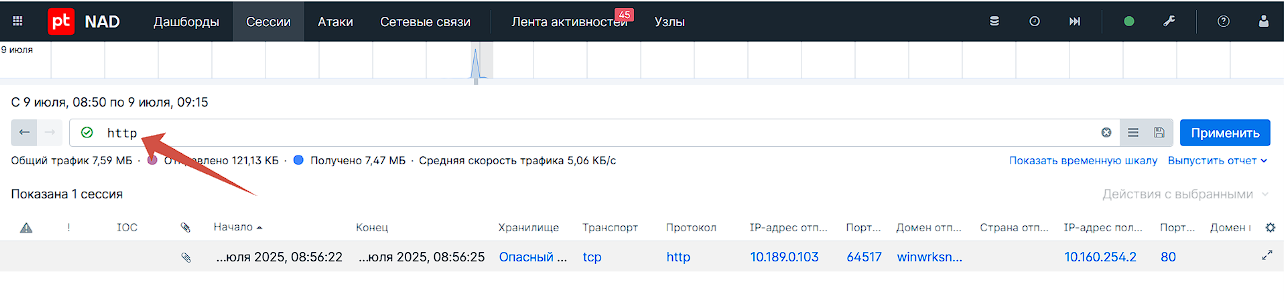 pt NAD Дашборды Сессии Атаки Сетевые связи Лента активностей 45 Узлы
9 июля
С 9 июля, 08:50 по 9 июля, 09:15
http Применить
Общий трафик 7,59 МБ · Отправлено 121,13 КБ · Получено 7,47 МБ · Средняя скорость трафика 5,06 КБ/с Показать временную шкалу Выпустить отчет
Показана 1 сессия Действия с выбранными
! IOC Начало Конец Хранилище Транспорт Протокол IP-адрес отп... Порт... Домен отп... Страна отп... IP-адрес пол... Порт... Домен
...юля 2025, 08:56:22 ...юля 2025, 08:56:25 Опасный ... tcp http 10.189.0.103 64517 winwrksn... 10.160.254.2 80